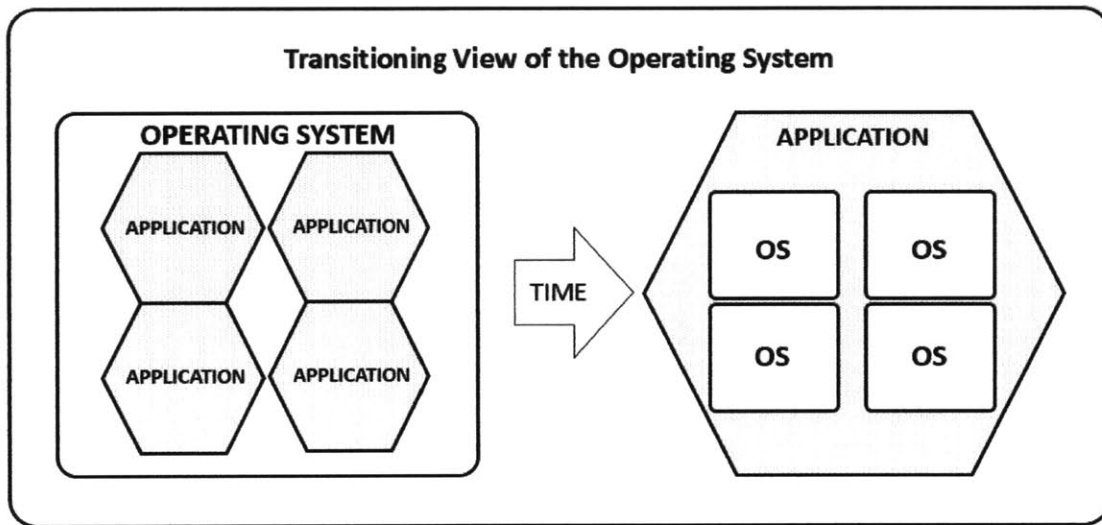 Transitioning View of the Operating System
OPERATING SYSTEM
APPLICATION
APPLICATION
APPLICATION
APPLICATION
TIME
APPLICATION
OS
OS
OS
OS